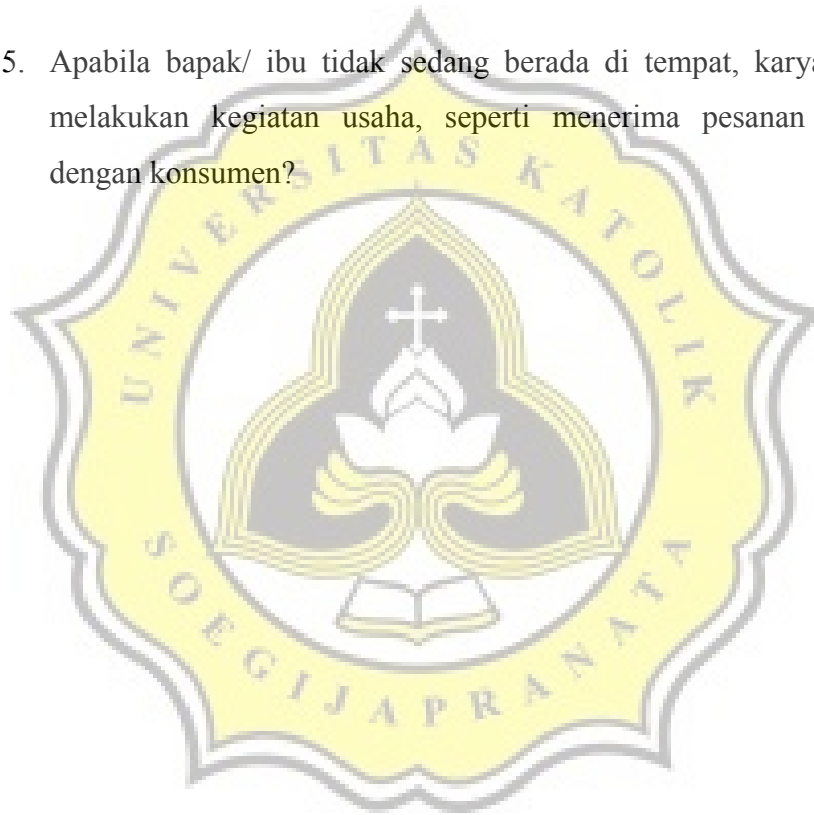 5. Apabila bapak/ ibu tidak sedang berada di tempat,
melakukan kegiatan usaha, seperti menerima pesanan
dengan konsumen?
UNIVERSITAS KATOLIK
SOEGIJAPRANATA